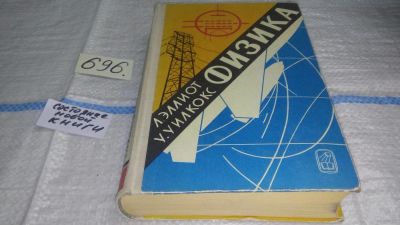 696.
СОСТОЯНИЕ
НОВОЙ
КНИГИ
Л. ЭЛЛИОТ
У. УИЛКОКС
ФИЗИКА